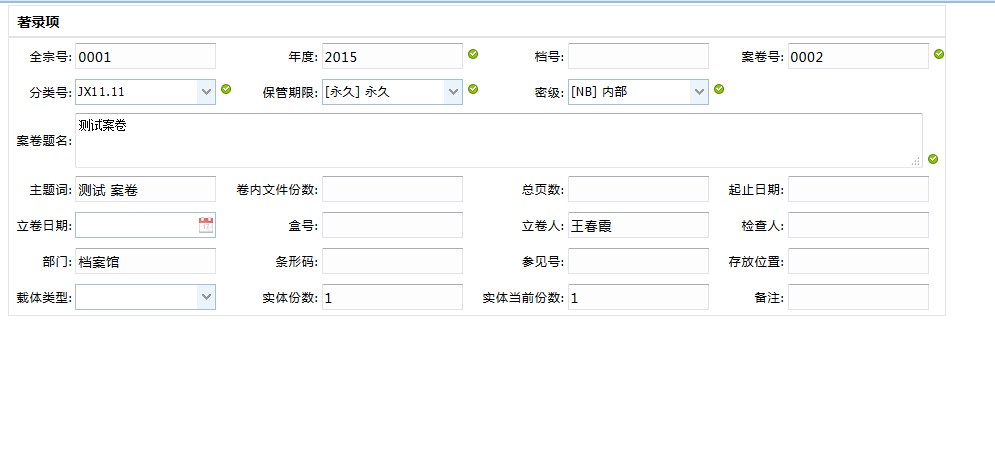 著录项
全宗号: 0001 年度: 2015 档号: 案卷号: 0002
分类号: JX11.11 保管期限: [永久] 永久 密级: [NB] 内部
案卷题名: 测试案卷
主题词: 测试 案卷 卷内文件份数: 总页数: 起止日期:
立卷日期: 盒号: 立卷人: 王春霞 检查人:
部门: 档案馆 条形码: 参见号: 存放位置:
载体类型: 实体份数: 1 实体当前份数: 1 备注: